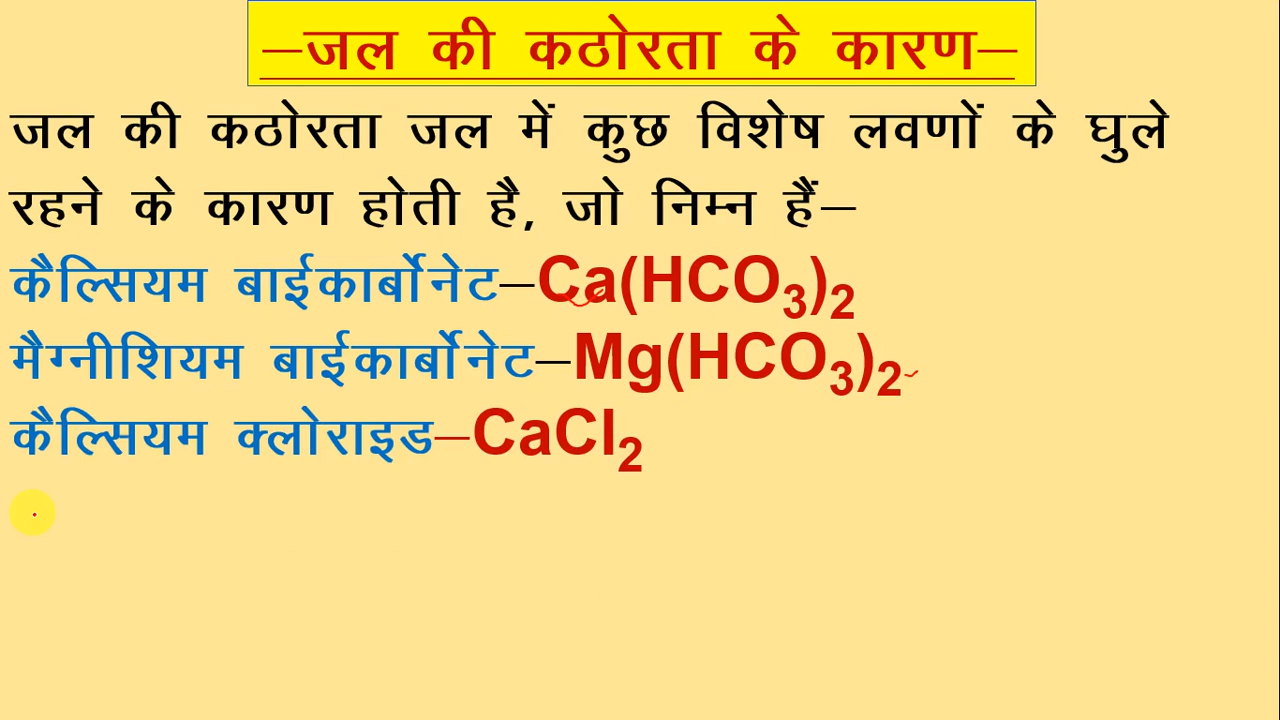 —जल की कठोरता के कारण—
जल की कठोरता जल में कुछ विशेष लवणों के घुले
रहने के कारण होती है, जो निम्न हैं—
कैल्सियम बाईकार्बोनेट—Ca(HCO₃)₂
मैग्नीशियम बाईकार्बोनेट—Mg(HCO₃)₂
कैल्सियम क्लोराइड—CaCl₂